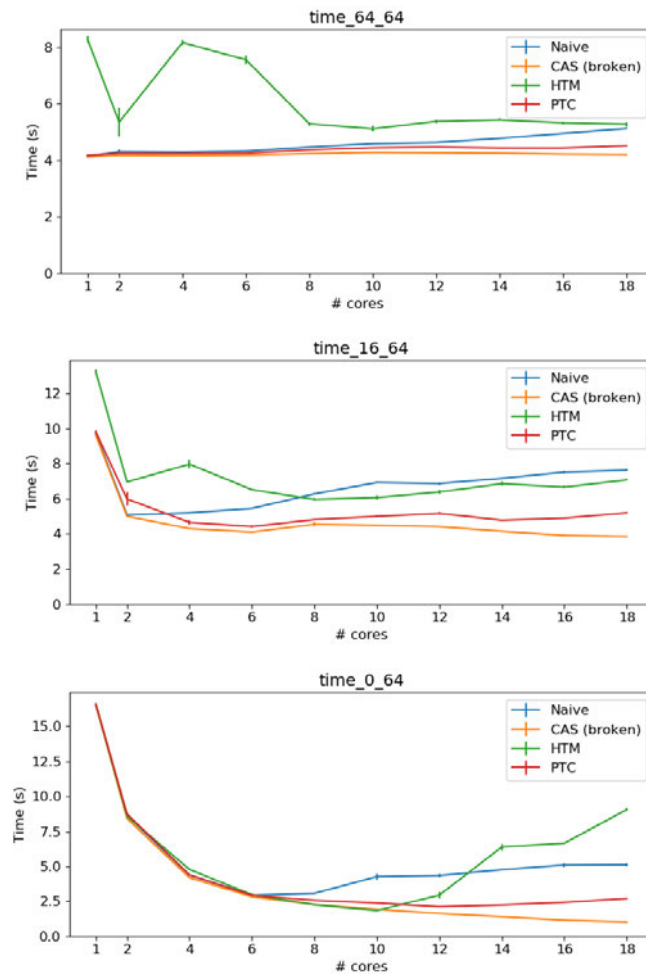 time_64_64
8
6
4
2
0
Time (s)
Naive
CAS (broken)
HTM
PTC
1 2 4 6 8 10 12 14 16 18
# cores
time_16_64
12
10
8
6
4
2
0
Time (s)
Naive
CAS (broken)
HTM
PTC
1 2 4 6 8 10 12 14 16 18
# cores
time_0_64
15.0
12.5
10.0
7.5
5.0
2.5
0.0
Time (s)
Naive
CAS (broken)
HTM
PTC
1 2 4 6 8 10 12 14 16 18
# cores